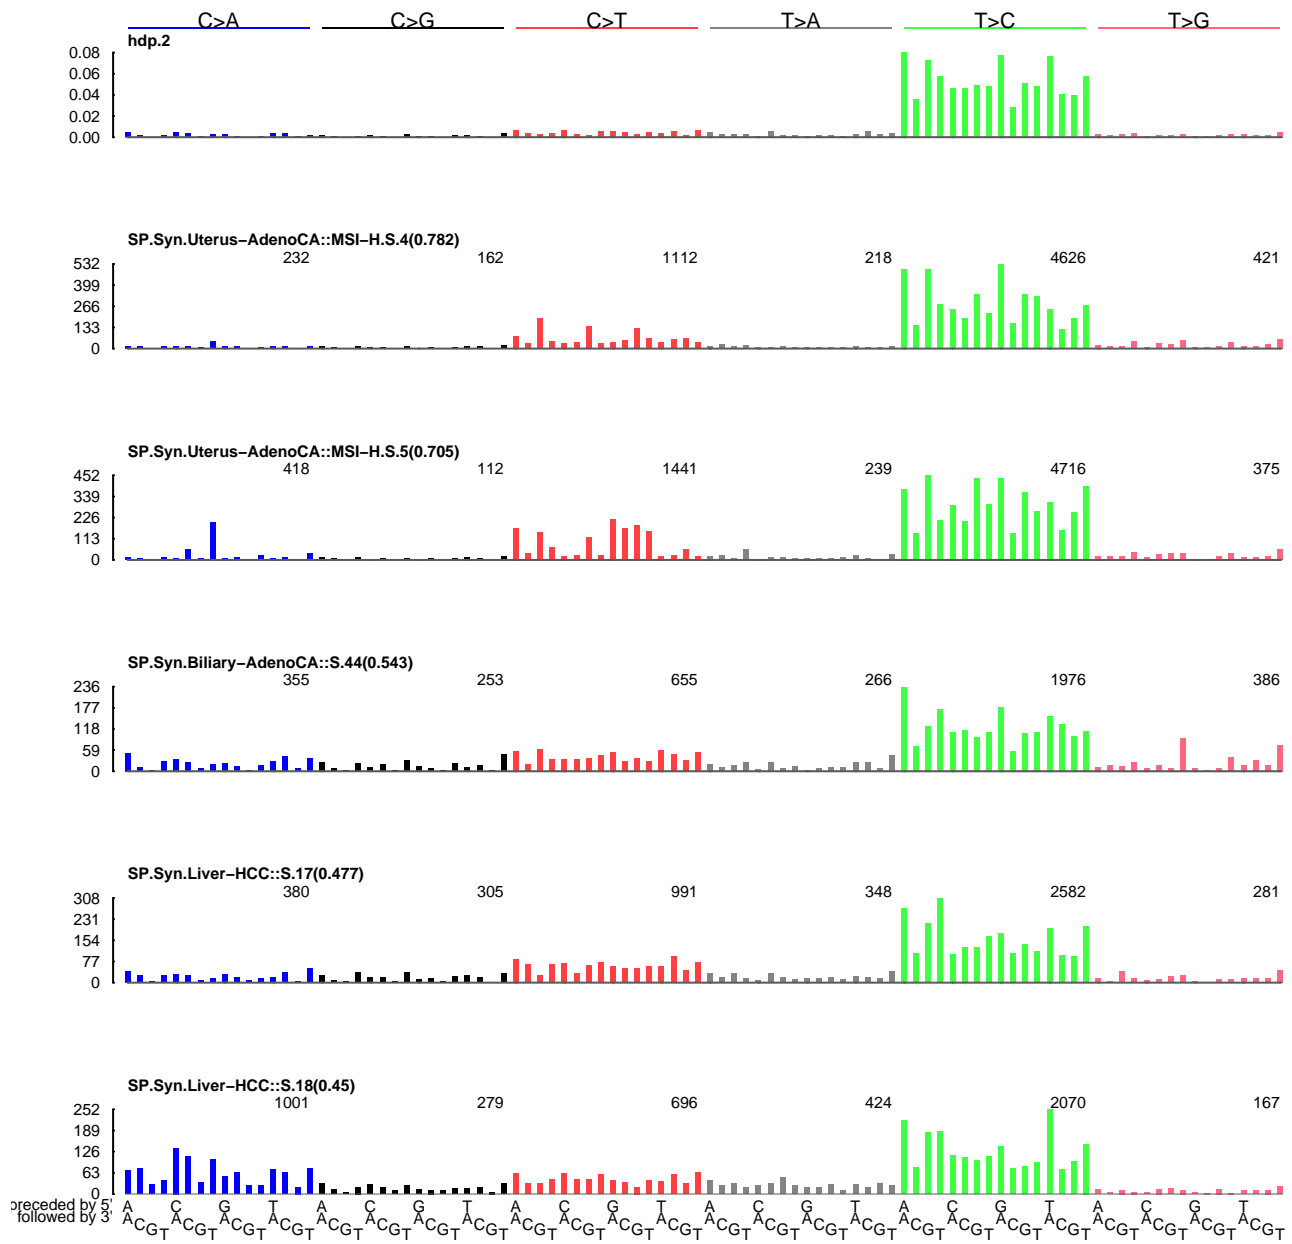 C>A C>G C>T T>A T>C T>G
hdp.2
0.08
0.06
0.04
0.02
0.00
SP.Syn.Uterus−AdenoCA::MSI−H.S.4(0.782)
232 162 1112 218 4626 421
532
399
266
133
0
SP.Syn.Uterus−AdenoCA::MSI−H.S.5(0.705)
418 112 1441 239 4716 375
452
339
226
113
0
SP.Syn.Biliary−AdenoCA::S.44(0.543)
355 253 655 266 1976 386
236
177
118
59
0
SP.Syn.Liver−HCC::S.17(0.477)
380 305 991 348 2582 281
308
231
154
77
0
SP.Syn.Liver−HCC::S.18(0.45)
1001 279 696 424 2070 167
252
189
126
63
0
preceded by 5' A C G T A C G T A C G T A C G T A C G T A C G T
followed by 3' A C G T A C G T A C G T A C G T A C G T A C G T A C G T A C G T A C G T A C G T A C G T A C G T A C G T A C G T A C G T A C G T A C G T A C G T A C G T A C G T A C G T A C G T A C G T A C G T